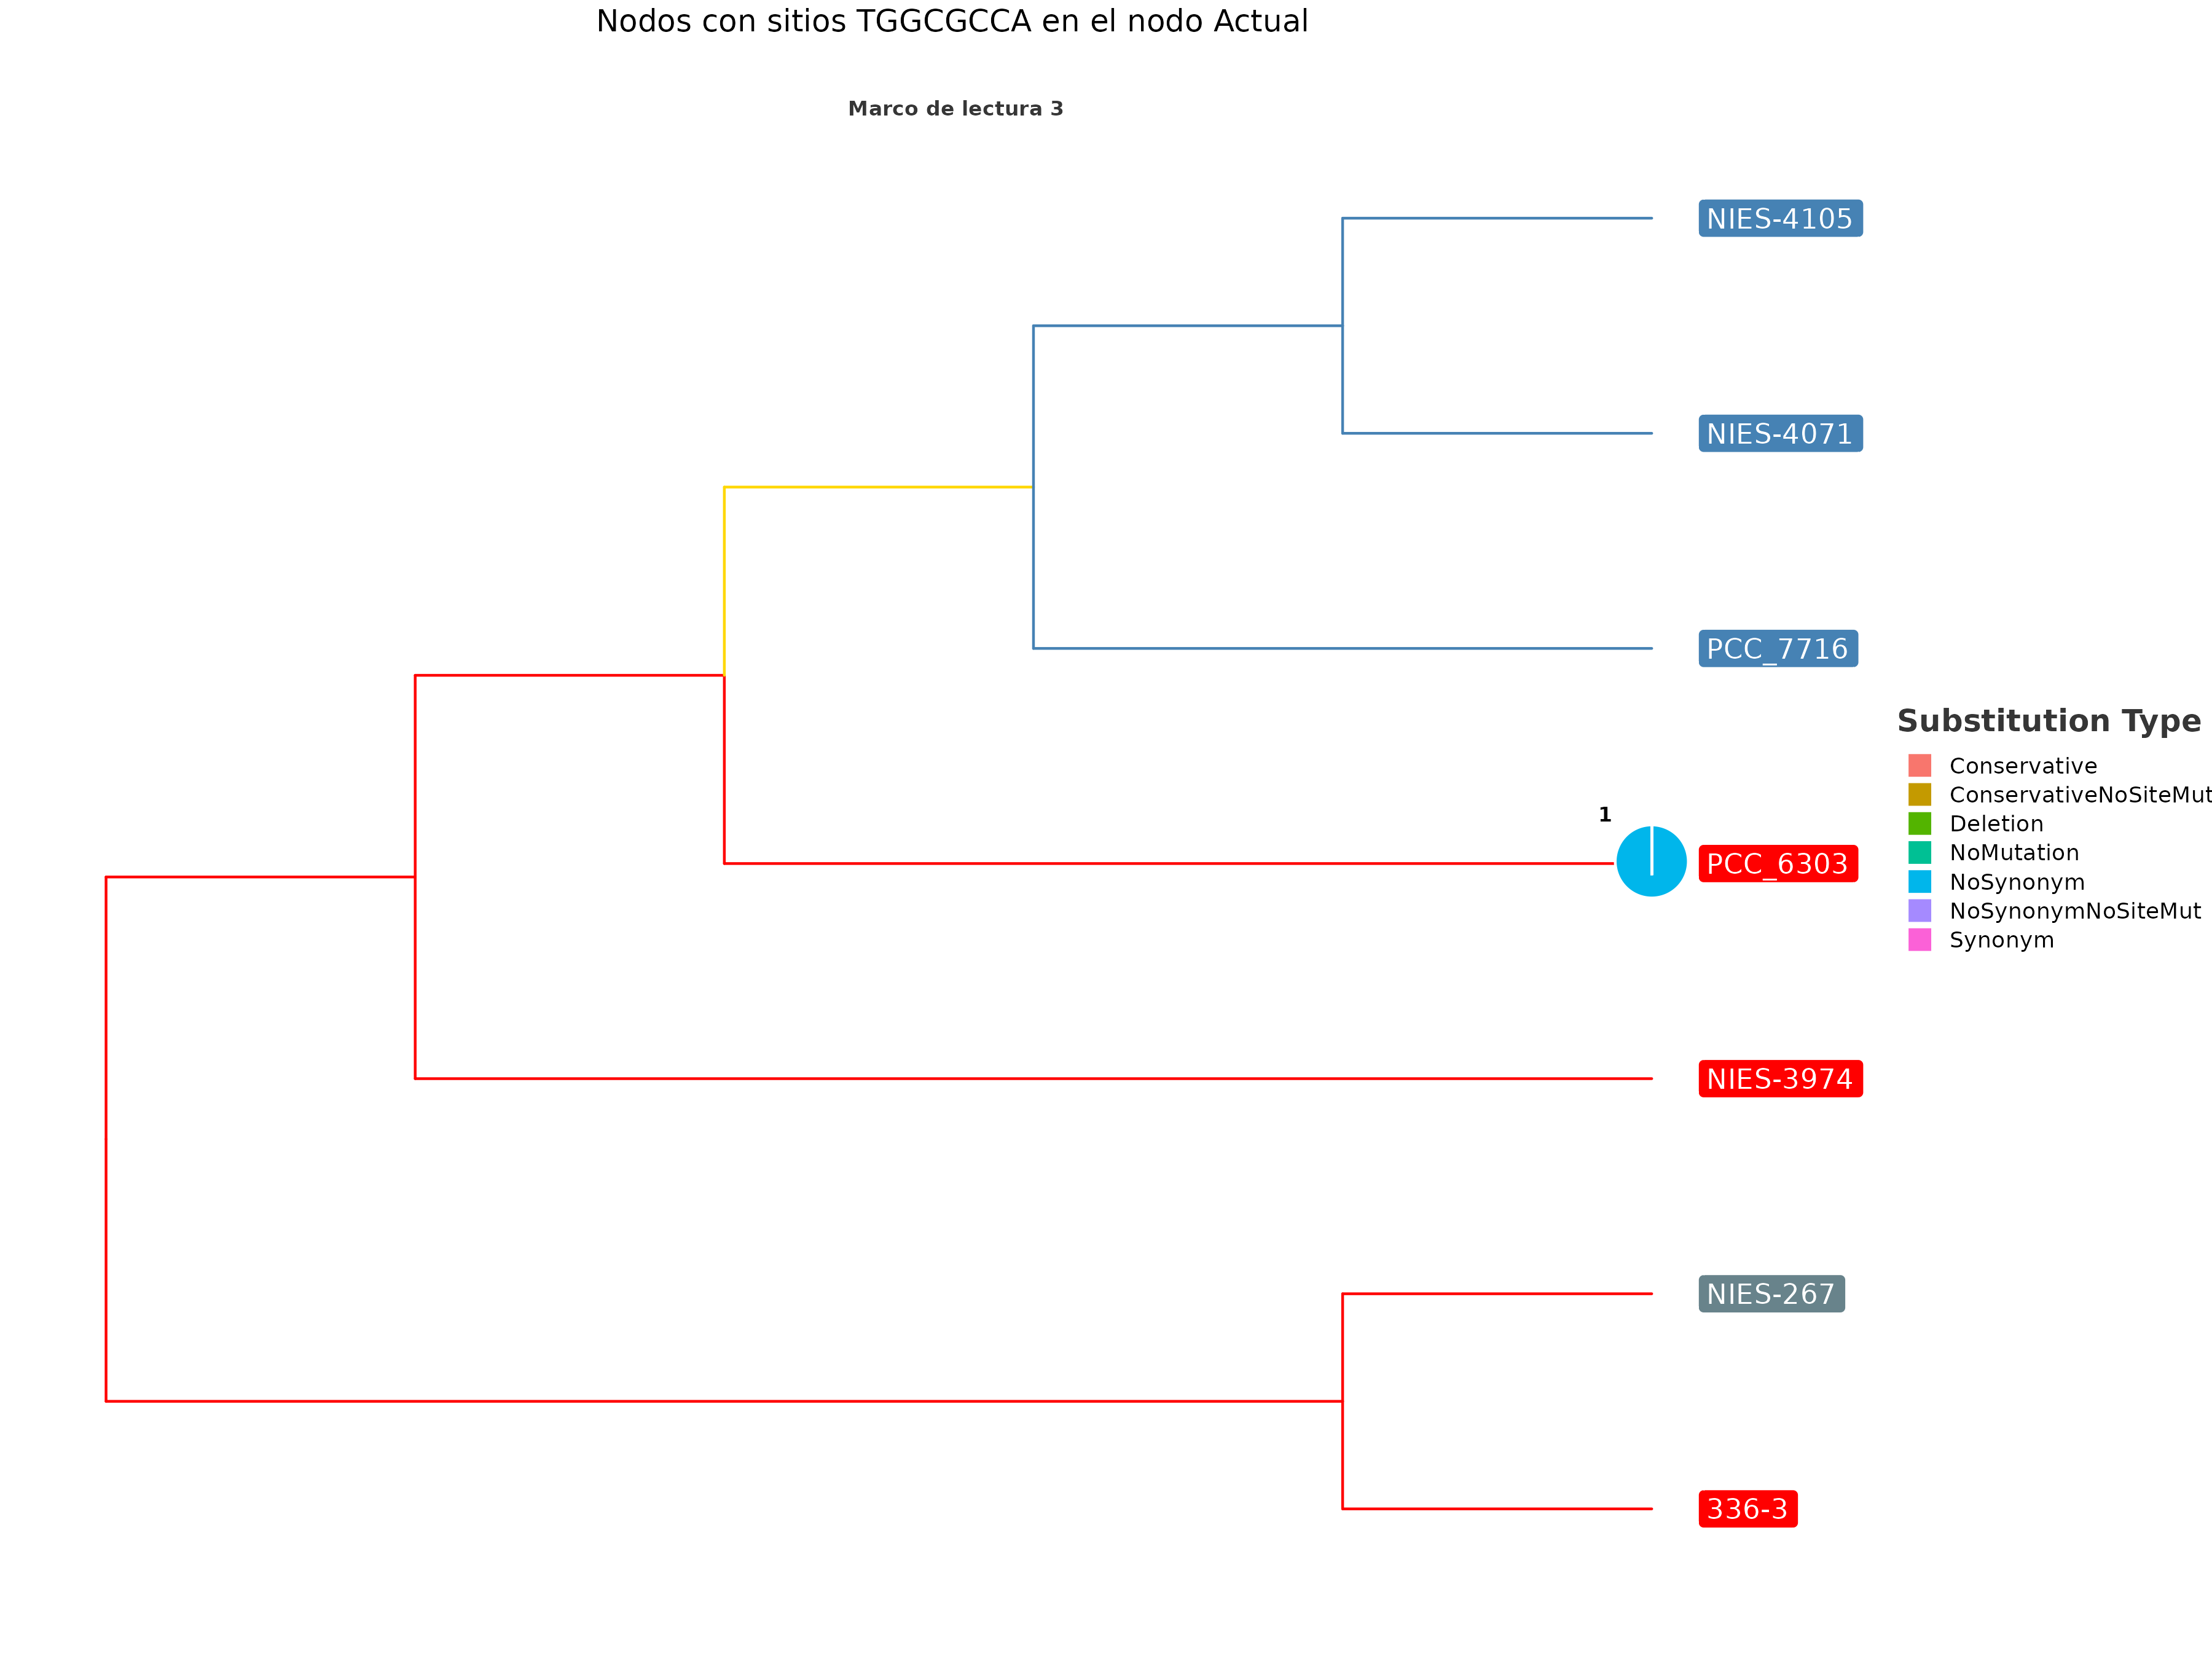 Nodos con sitios TGGCGCCA en el nodo Actual
Marco de lectura 3
NIES-4105
NIES-4071
PCC_7716
Substitution Type
Conservative
ConservativeNoSiteMut
Deletion
NoMutation
NoSynonym
NoSynonymNoSiteMut
Synonym
1
PCC_6303
NIES-3974
NIES-267
336-3